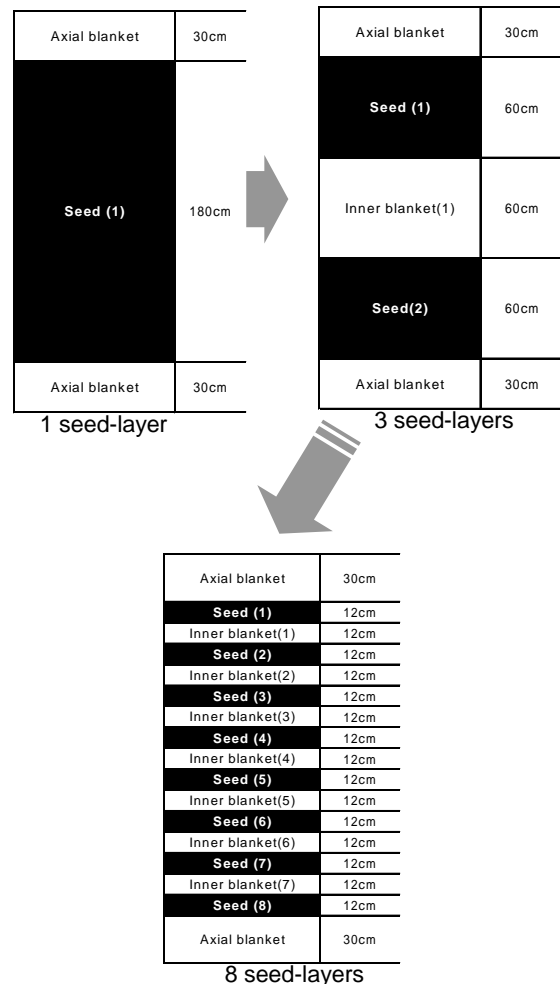 Axial blanket 30cm
Seed (1) 180cm
Axial blanket 30cm
1 seed-layer
Axial blanket 30cm
Seed (1) 60cm
Inner blanket(1) 60cm
Seed(2) 60cm
Axial blanket 30cm
3 seed-layers
Axial blanket 30cm
Seed (1) 12cm
Inner blanket(1) 12cm
Seed (2) 12cm
Inner blanket(2) 12cm
Seed (3) 12cm
Inner blanket(3) 12cm
Seed (4) 12cm
Inner blanket(4) 12cm
Seed (5) 12cm
Inner blanket(5) 12cm
Seed (6) 12cm
Inner blanket(6) 12cm
Seed (7) 12cm
Inner blanket(7) 12cm
Seed (8) 12cm
Axial blanket 30cm
8 seed-layers